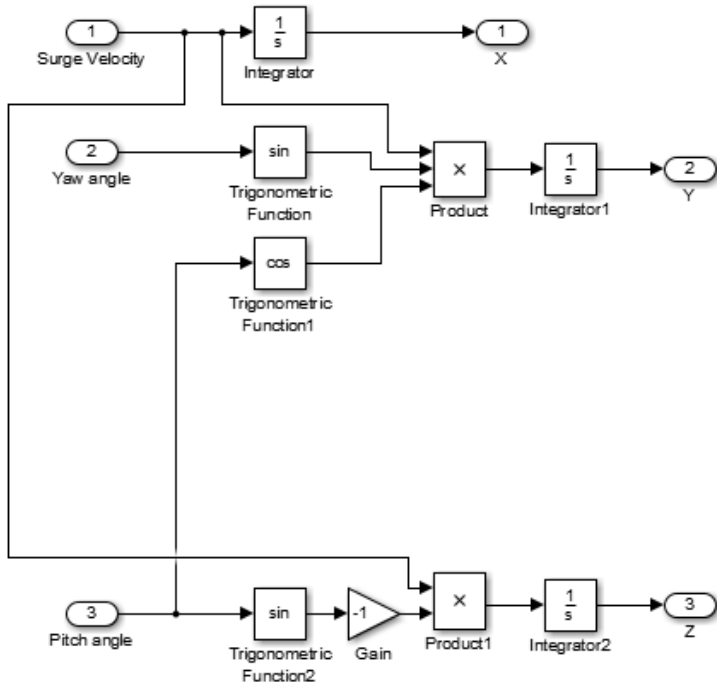 1
Surge Velocity
1
s
Integrator
1
X
2
Yaw angle
sin
Trigonometric
Function
×
Product
1
s
Integrator1
2
Y
cos
Trigonometric
Function1
3
Pitch angle
sin
Trigonometric
Function2
-1
Gain
×
Product1
1
s
Integrator2
3
Z